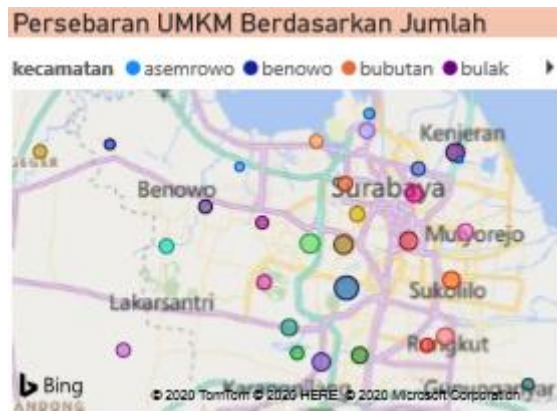 Persebaran UMKM Berdasarkan Jumlah
kecamatan asemrowo benowo bubutan bulak
Kenjeran
Benowo
Surabaya
Mulyorejo
Sukolilo
Lakarsantri
Rungkut
Bing
© 2020 TomTom © 2020 HERE, © 2020 Microsoft Corporation